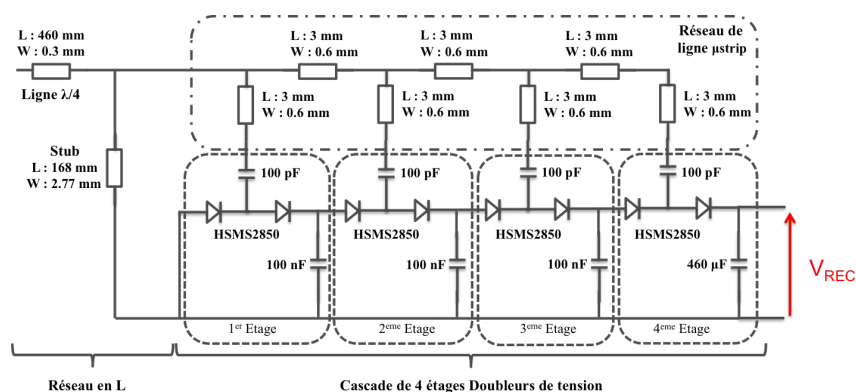 L : 460 mm
W : 0.3 mm
Ligne λ/4
Stub
L : 168 mm
W : 2.77 mm
L : 3 mm
W : 0.6 mm
L : 3 mm
W : 0.6 mm
L : 3 mm
W : 0.6 mm
Réseau de
ligne μstrip
L : 3 mm
W : 0.6 mm
L : 3 mm
W : 0.6 mm
L : 3 mm
W : 0.6 mm
L : 3 mm
W : 0.6 mm
100 pF
100 pF
100 pF
100 pF
HSMS2850
HSMS2850
HSMS2850
HSMS2850
100 nF
100 nF
100 nF
460 μF
VREC
1er Etage
2eme Etage
3eme Etage
4eme Etage
Réseau en L
Cascade de 4 étages Doubleurs de tension